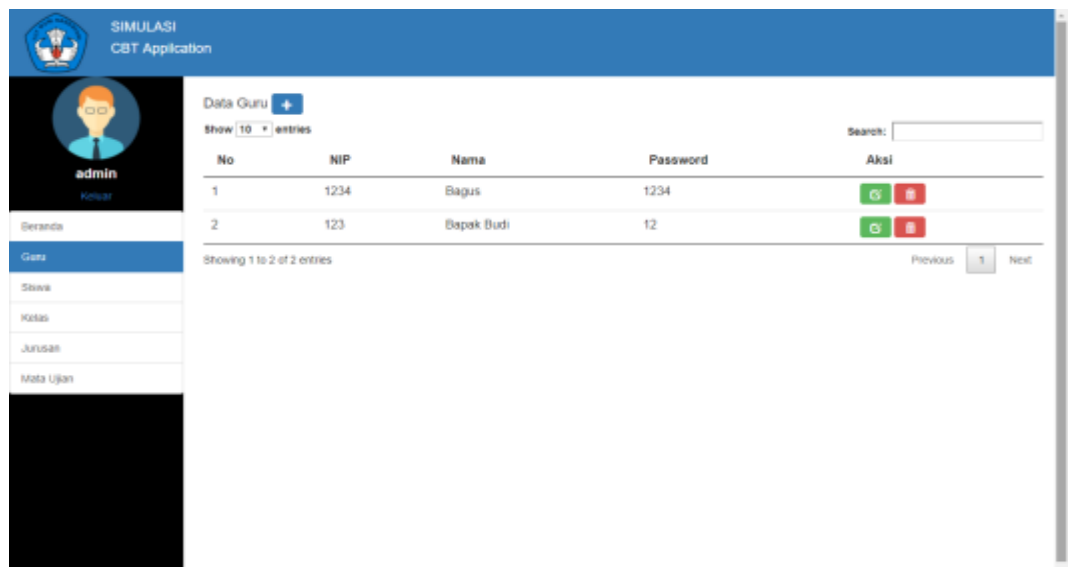 SIMULASI
CBT Application
admin
Keluar
Beranda
Guru
Siswa
Kelas
Jurusan
Mata Ujian
Data Guru +
Show 10 entries
Search:
No NIP Nama Password Aksi
1 1234 Bagus 1234
2 123 Bapak Budi 12
Showing 1 to 2 of 2 entries
Previous 1 Next